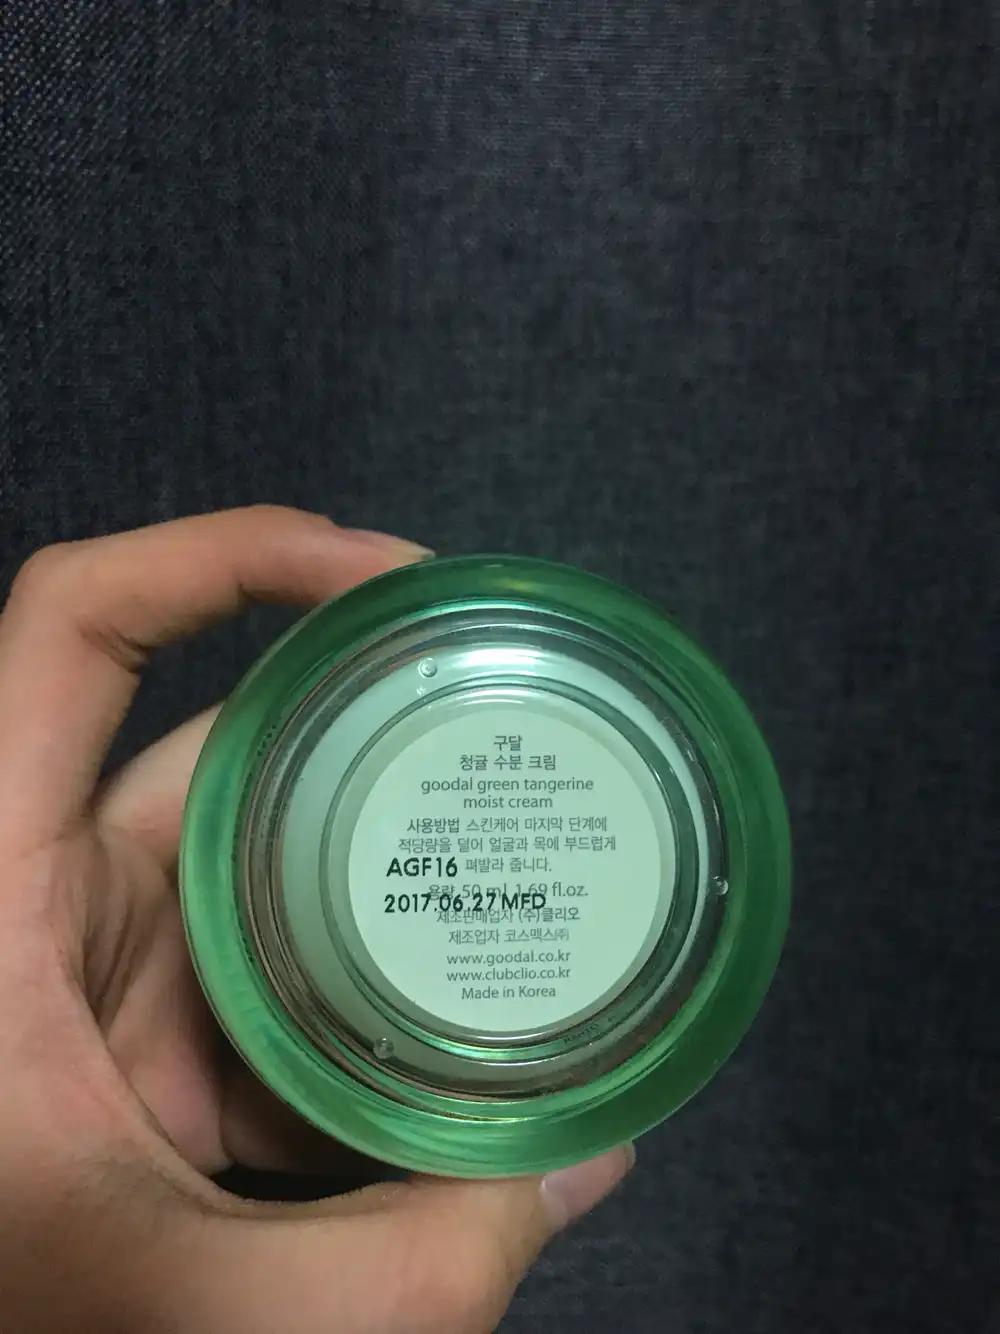 구달
청귤 수분 크림
goodal green tangerine
moist cream
사용방법 스킨케어 마지막 단계에
적당량을 덜어 얼굴과 목에 부드럽게
펴발라 줍니다.
AGF16
용량 50 ml 1.69 fl.oz.
2017.06.27 MFD
제조판매업자 (주)클리오
제조업자 코스맥스㈜
www.goodal.co.kr
www.clubclio.co.kr
Made in Korea